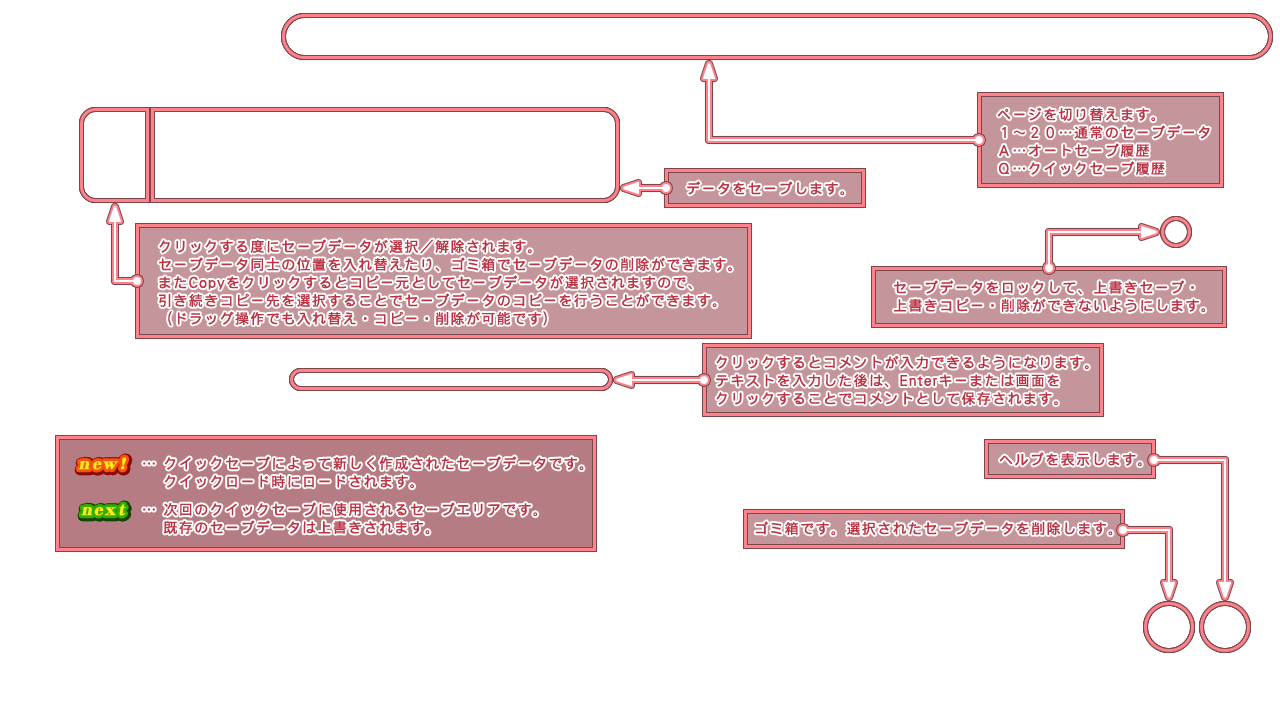 ページを切り替えます。
１～２０…通常のセーブデータ
Ａ…オートセーブ履歴
Ｑ…クイックセーブ履歴
データをセーブします。
クリックする度にセーブデータが選択／解除されます。
セーブデータ同士の位置を入れ替えたり、ゴミ箱でセーブデータの削除ができます。
またCopyをクリックするとコピー元としてセーブデータが選択されますので、
引き続きコピー先を選択することでセーブデータのコピーを行うことができます。
（ドラッグ操作でも入れ替え・コピー・削除が可能です）
セーブデータをロックして、上書きセーブ・
上書きコピー・削除ができないようにします。
クリックするとコメントが入力できるようになります。
テキストを入力した後は、Enterキーまたは画面を
クリックすることでコメントとして保存されます。
new! … クイックセーブによって新しく作成されたセーブデータです。
クイックロード時にロードされます。
next … 次回のクイックセーブに使用されるセーブエリアです。
既存のセーブデータは上書きされます。
ヘルプを表示します。
ゴミ箱です。選択されたセーブデータを削除します。